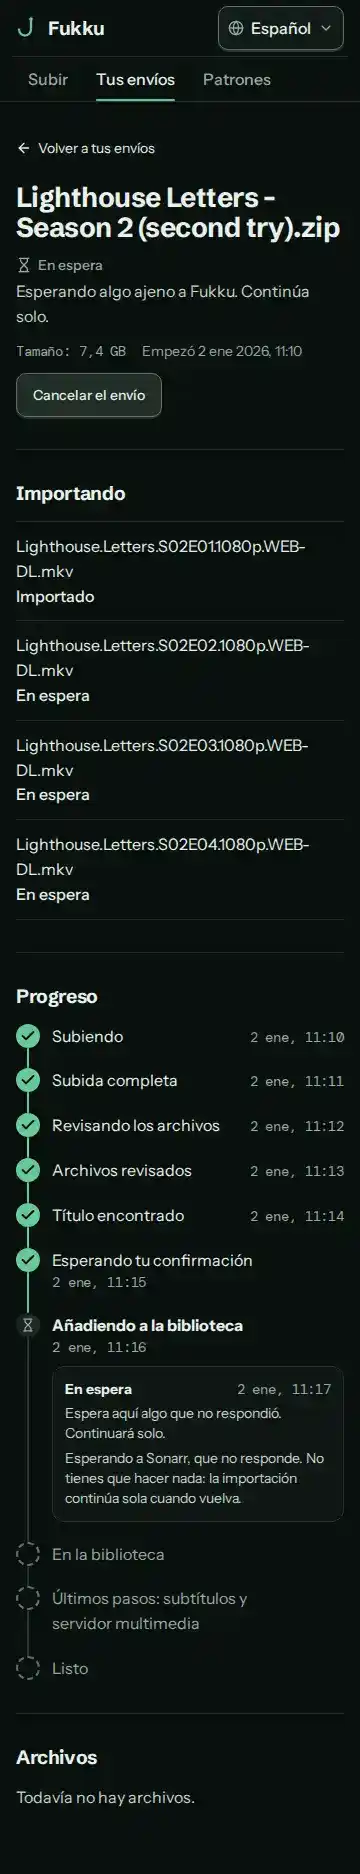 Fukku
Español
Subir Tus envíos Patrones
Volver a tus envíos
Lighthouse Letters -
Season 2 (second try).zip
En espera
Esperando algo ajeno a Fukku. Continúa
solo.
Tamaño: 7,4 GB Empezó 2 ene 2026, 11:10
Cancelar el envío
Importando
Lighthouse.Letters.S02E01.1080p.WEB-
DL.mkv
Importado
Lighthouse.Letters.S02E02.1080p.WEB-
DL.mkv
En espera
Lighthouse.Letters.S02E03.1080p.WEB-
DL.mkv
En espera
Lighthouse.Letters.S02E04.1080p.WEB-
DL.mkv
En espera
Progreso
Subiendo 2 ene, 11:10
Subida completa 2 ene, 11:11
Revisando los archivos 2 ene, 11:12
Archivos revisados 2 ene, 11:13
Título encontrado 2 ene, 11:14
Esperando tu confirmación
2 ene, 11:15
Añadiendo a la biblioteca
2 ene, 11:16
En espera 2 ene, 11:17
Espera aquí algo que no respondió.
Continuará solo.
Esperando a Sonarr, que no responde. No
tienes que hacer nada: la importación
continúa sola cuando vuelva.
En la biblioteca
Últimos pasos: subtítulos y
servidor multimedia
Listo
Archivos
Todavía no hay archivos.